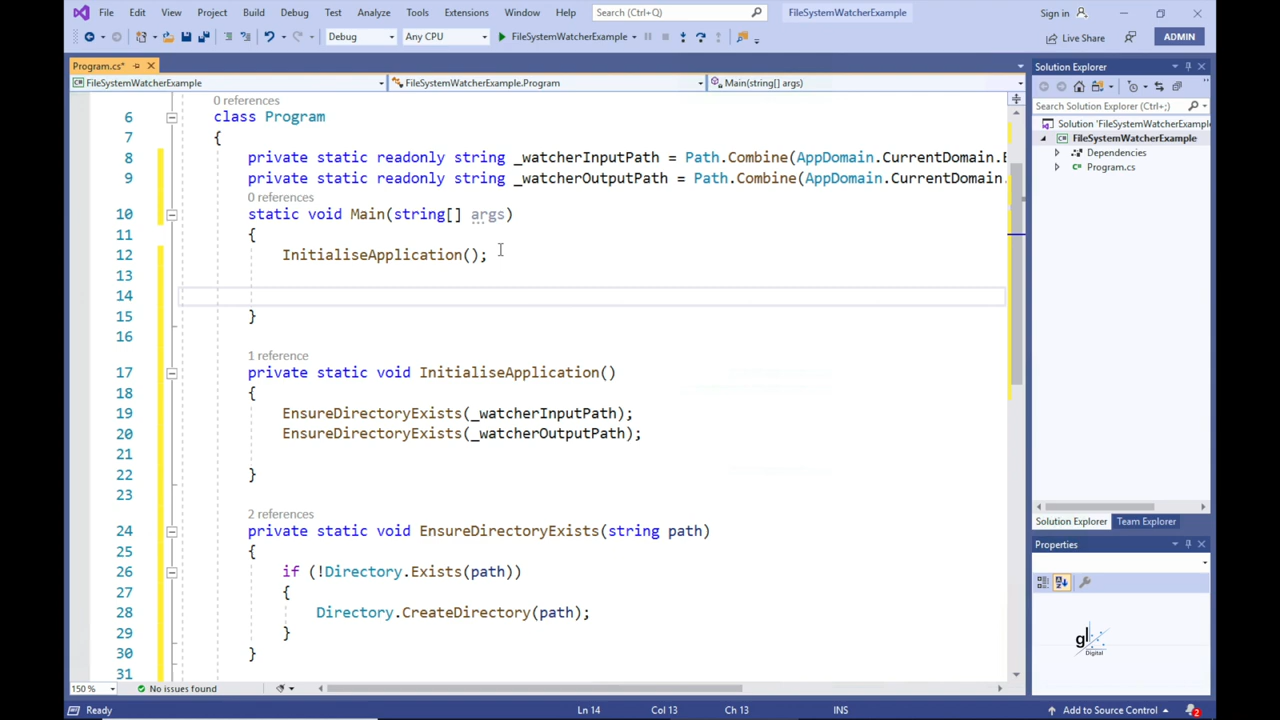 File Edit View Project Build Debug Test Analyze Tools Extensions Window Help Search (Ctrl+Q) FileSystemWatcherExample Sign in
Debug Any CPU FileSystemWatcherExample Live Share ADMIN
Program.cs* Solution Explorer
FileSystemWatcherExample FileSystemWatcherExample.Program Main(string[] args)
Search Solution Explorer (Ctrl+;)
Solution 'FileSystemWatcherExample
FileSystemWatcherExample
Dependencies
Program.cs
0 references
6 class Program
7 {
8 private static readonly string _watcherInputPath = Path.Combine(AppDomain.CurrentDomain.
9 private static readonly string _watcherOutputPath = Path.Combine(AppDomain.CurrentDomain.
0 references
10 static void Main(string[] args)
11 {
12 InitialiseApplication();
13
14
15 }
16
1 reference
17 private static void InitialiseApplication()
18 {
19 EnsureDirectoryExists(_watcherInputPath);
20 EnsureDirectoryExists(_watcherOutputPath);
21
22 }
23
2 references
24 private static void EnsureDirectoryExists(string path)
25 {
26 if (!Directory.Exists(path))
27 {
28 Directory.CreateDirectory(path);
29 }
30 }
31
Solution Explorer Team Explorer
Properties
gl
Digital
150 % No issues found
Ready Ln 14 Col 13 Ch 13 INS Add to Source Control 2